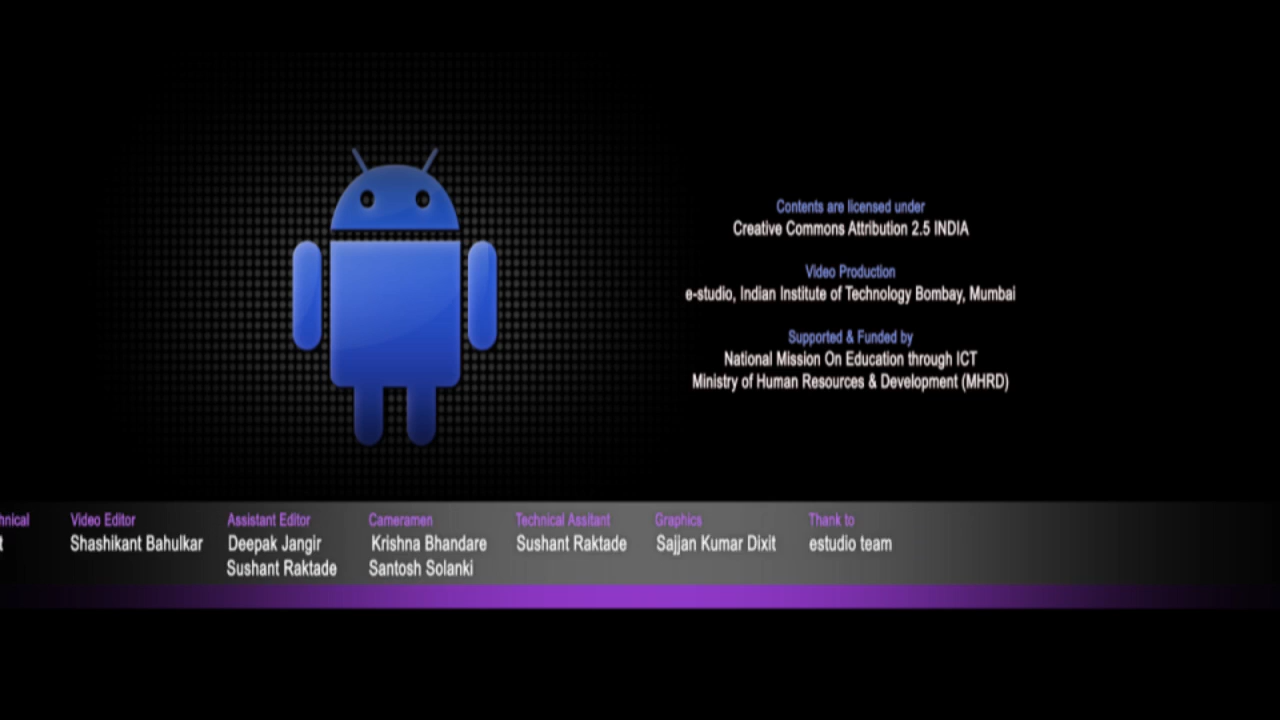 Contents are licensed under
Creative Commons Attribution 2.5 INDIA
Video Production
e-studio, Indian Institute of Technology Bombay, Mumbai
Supported & Funded by
National Mission On Education through ICT
Ministry of Human Resources & Development (MHRD)
Video Editor
Shashikant Bahulkar
Assistant Editor
Deepak Jangir
Sushant Raktade
Cameramen
Krishna Bhandare
Santosh Solanki
Technical Assitant
Sushant Raktade
Graphics
Sajjan Kumar Dixit
Thank to
estudio team